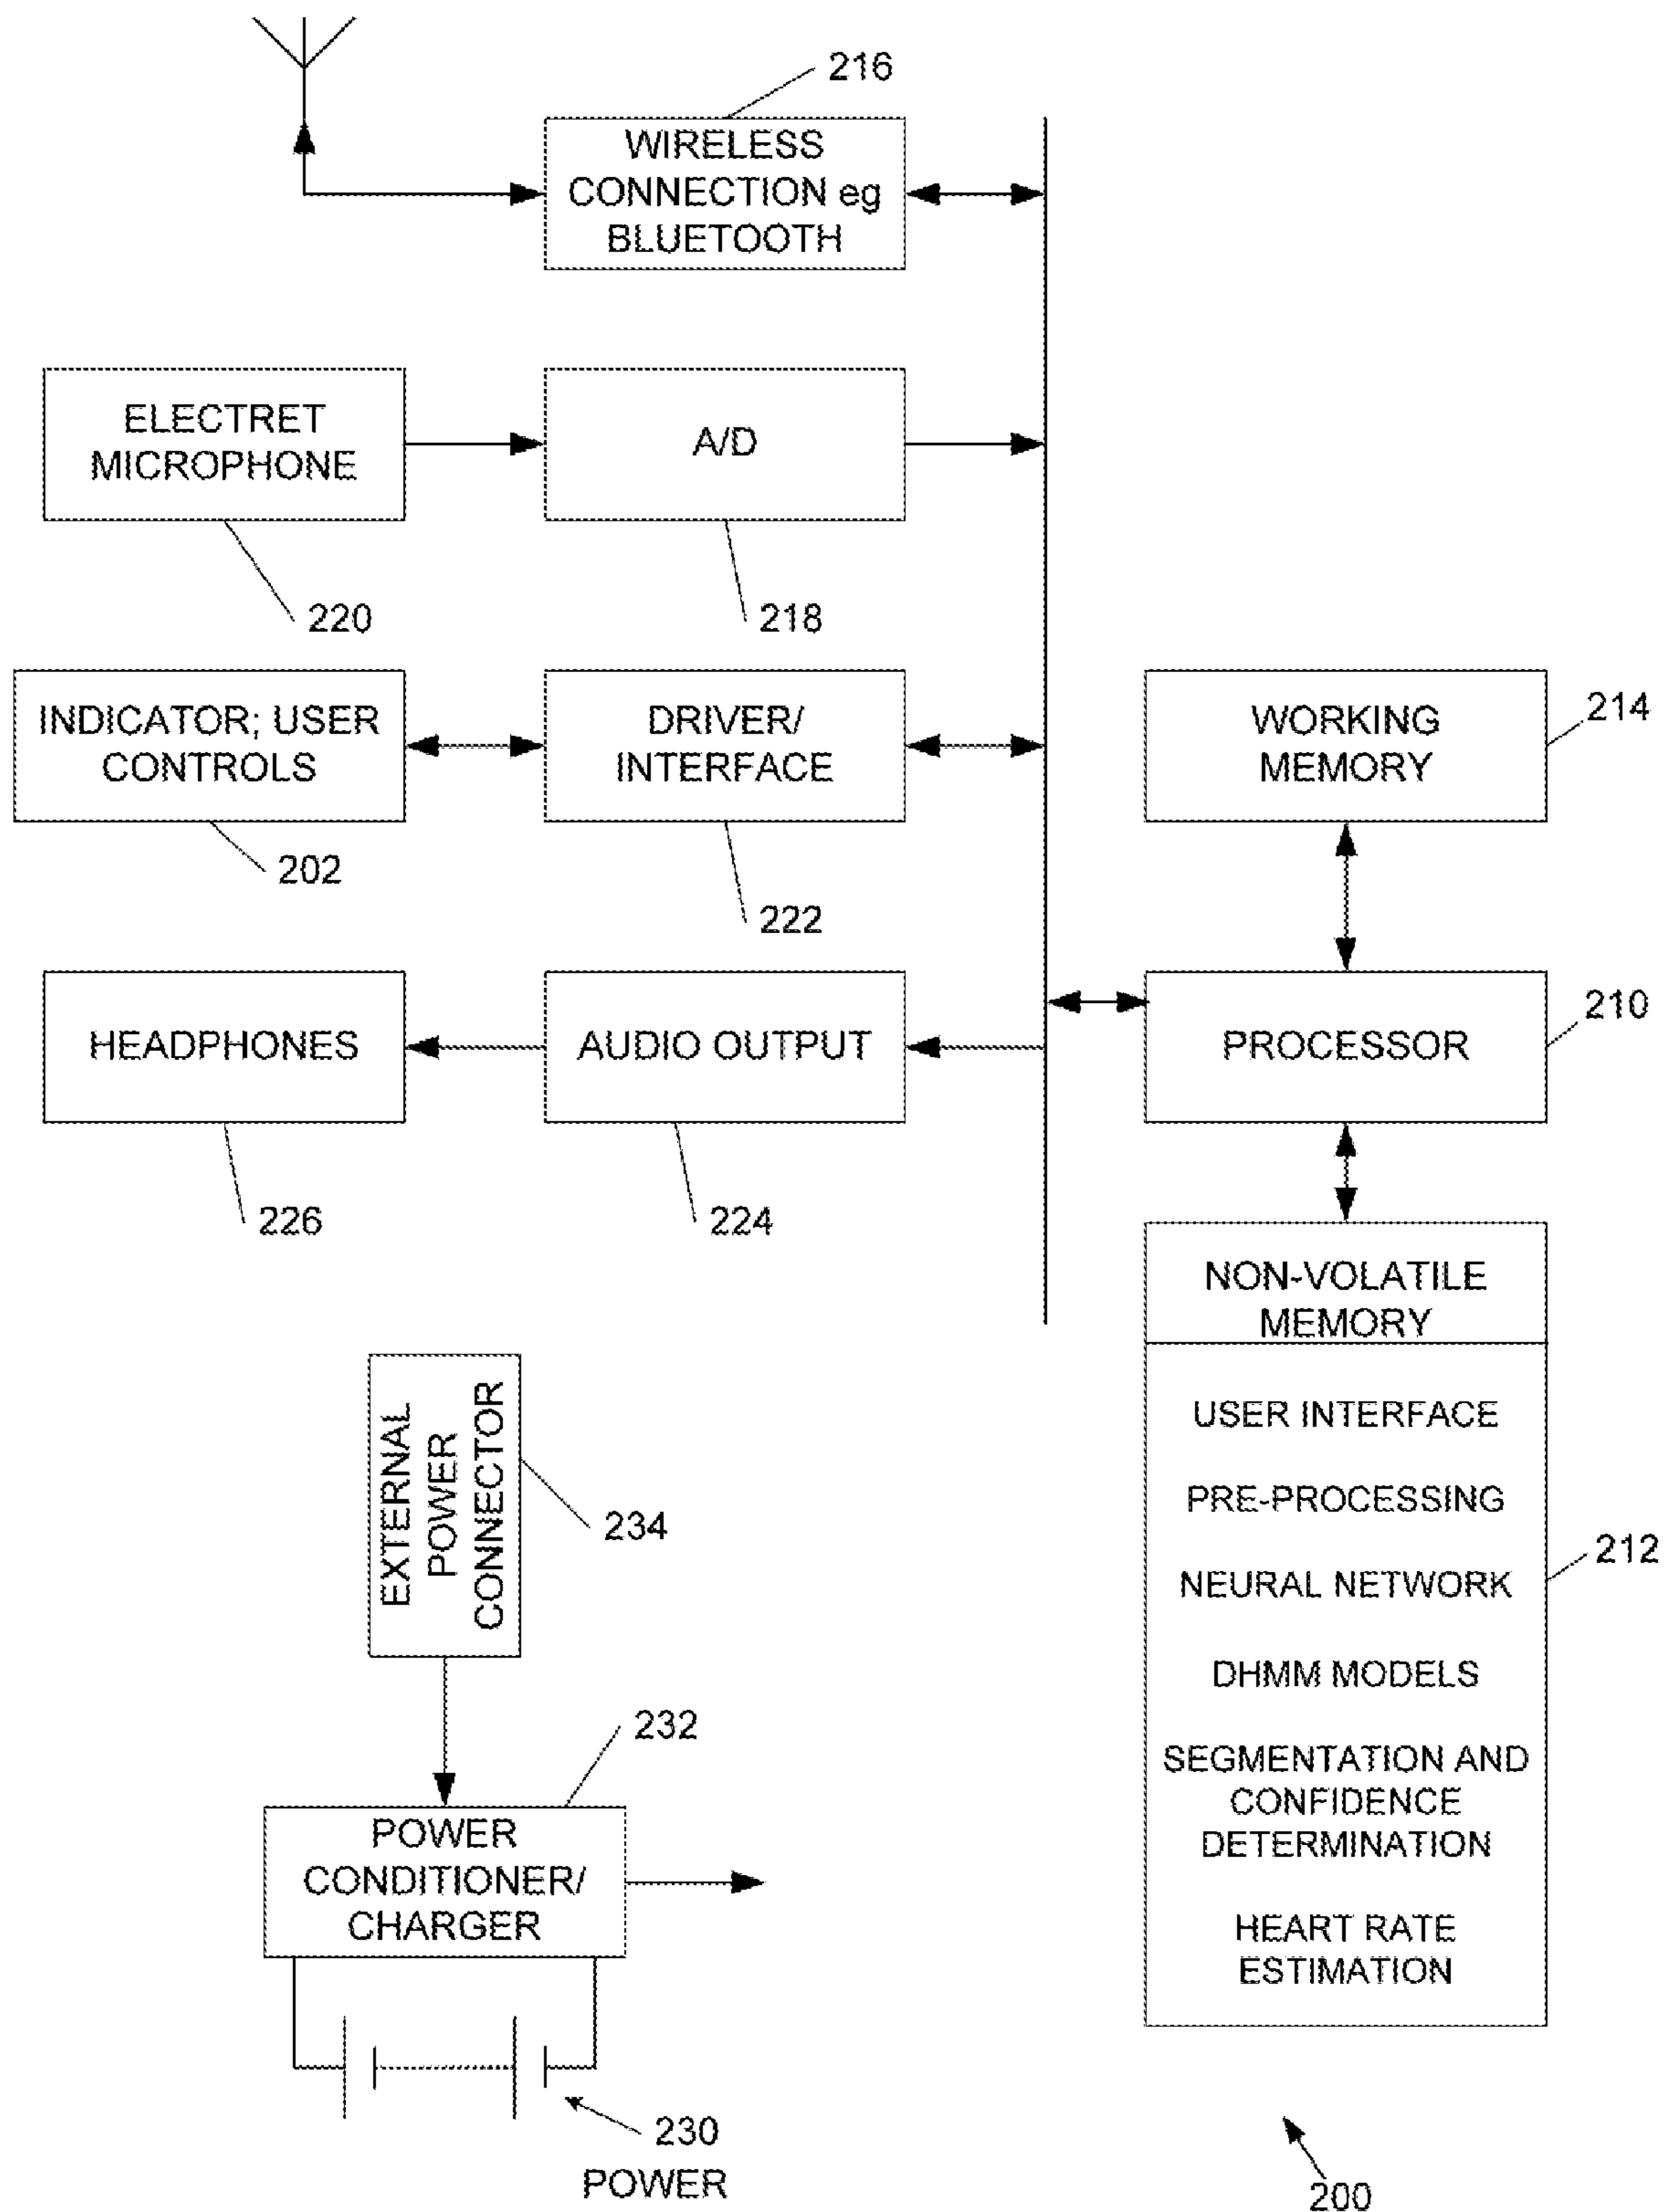 216
WIRELESS
CONNECTION eg
BLUETOOTH
ELECTRET
MICROPHONE
A/D
220
218
INDICATOR; USER
CONTROLS
DRIVER/
INTERFACE
WORKING
MEMORY
214
202
222
HEADPHONES
AUDIO OUTPUT
PROCESSOR
210
226
224
NON-VOLATILE
MEMORY
USER INTERFACE
PRE-PROCESSING
NEURAL NETWORK
DHMM MODELS
SEGMENTATION AND
CONFIDENCE
DETERMINATION
HEART RATE
ESTIMATION
212
EXTERNAL
POWER
CONNECTOR
234
232
POWER
CONDITIONER/
CHARGER
230
POWER
200